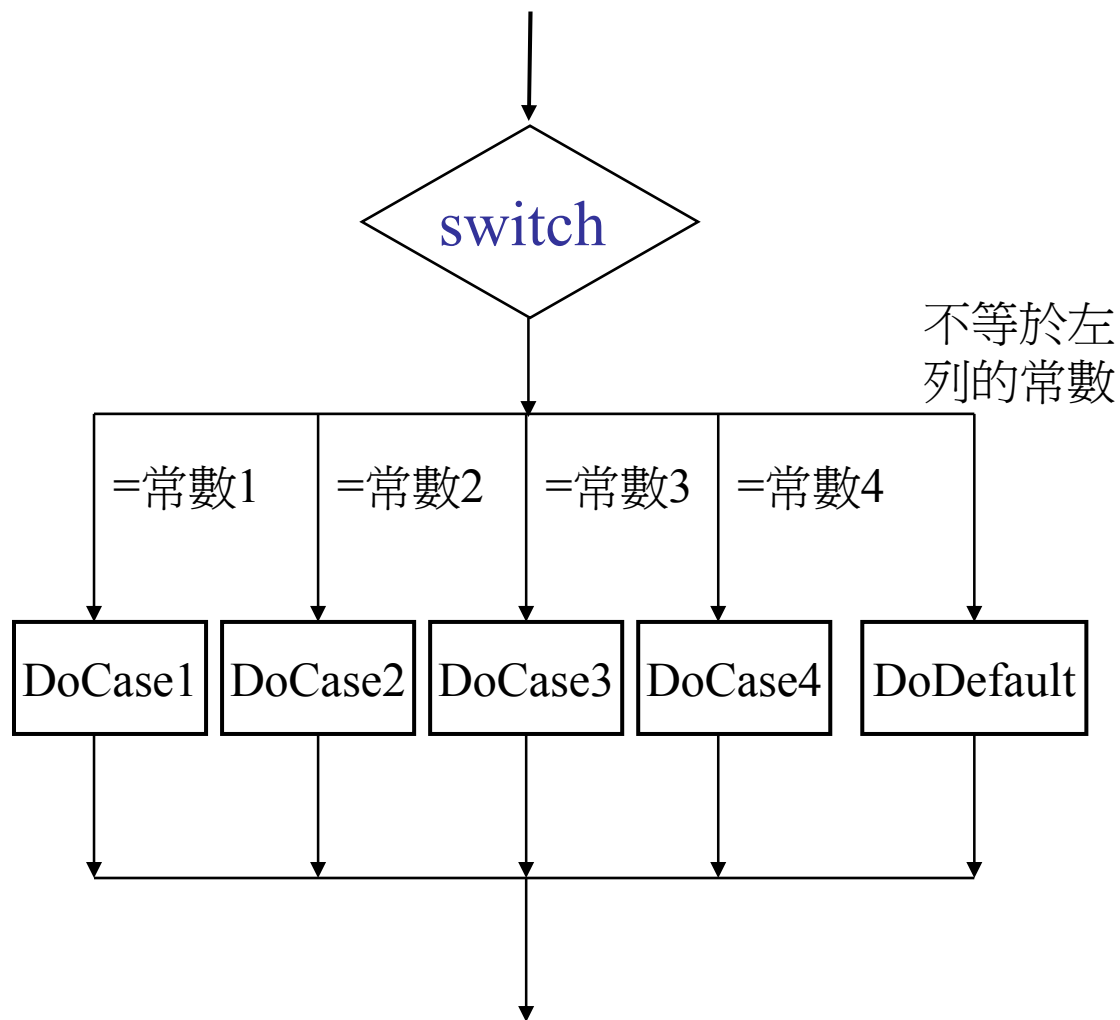 switch
不等於左
列的常數
=常數1
=常數2
=常數3
=常數4
DoCase1
DoCase2
DoCase3
DoCase4
DoDefault